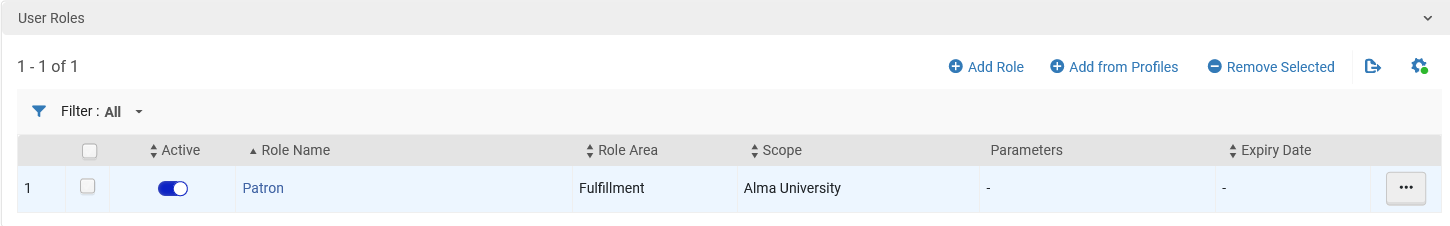 User Roles
1 - 1 of 1 Add Role Add from Profiles Remove Selected
Filter : All
Active Role Name Role Area Scope Parameters Expiry Date
1 Patron Fulfillment Alma University - -